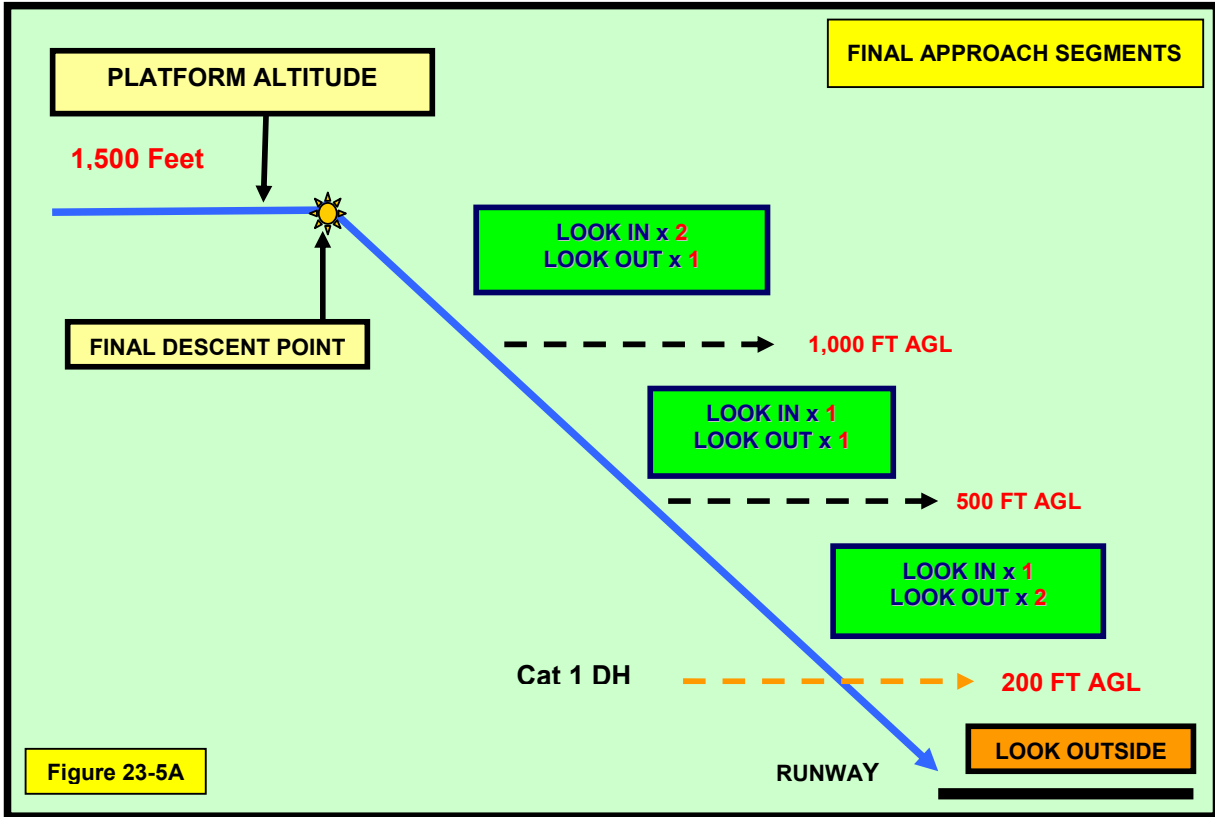 FINAL APPROACH SEGMENTS
PLATFORM ALTITUDE
1,500 Feet
LOOK IN x 2
LOOK OUT x 1
FINAL DESCENT POINT
1,000 FT AGL
LOOK IN x 1
LOOK OUT x 1
500 FT AGL
LOOK IN x 1
LOOK OUT x 2
Cat 1 DH
200 FT AGL
LOOK OUTSIDE
Figure 23-5A
RUNWAY